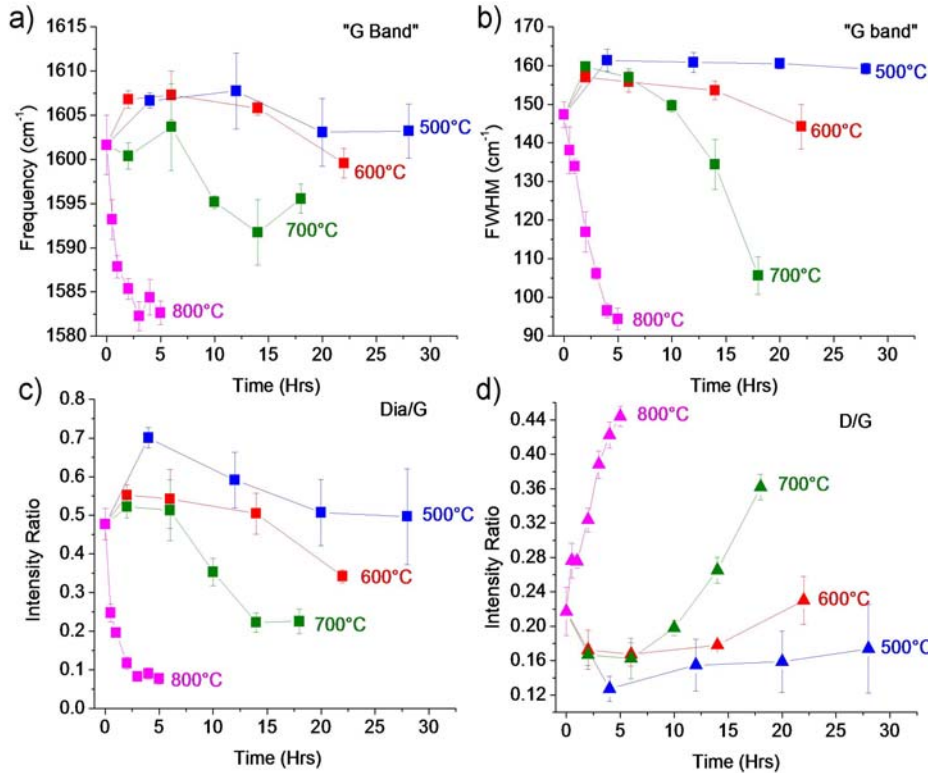 a)
"G Band"
1615
1610
1605
1600
1595
1590
1585
1580
Frequency (cm⁻¹)
500°C
600°C
700°C
800°C
0 5 10 15 20 25 30
Time (Hrs)
b)
"G band"
170
160
150
140
130
120
110
100
90
FWHM (cm⁻¹)
500°C
600°C
700°C
800°C
0 5 10 15 20 25 30
Time (Hrs)
c)
Dia/G
0.8
0.7
0.6
0.5
0.4
0.3
0.2
0.1
0.0
Intensity Ratio
500°C
600°C
700°C
800°C
0 5 10 15 20 25 30
Time (Hrs)
d)
D/G
0.44
0.40
0.36
0.32
0.28
0.24
0.20
0.16
0.12
Intensity Ratio
800°C
700°C
600°C
500°C
0 5 10 15 20 25 30
Time (Hrs)